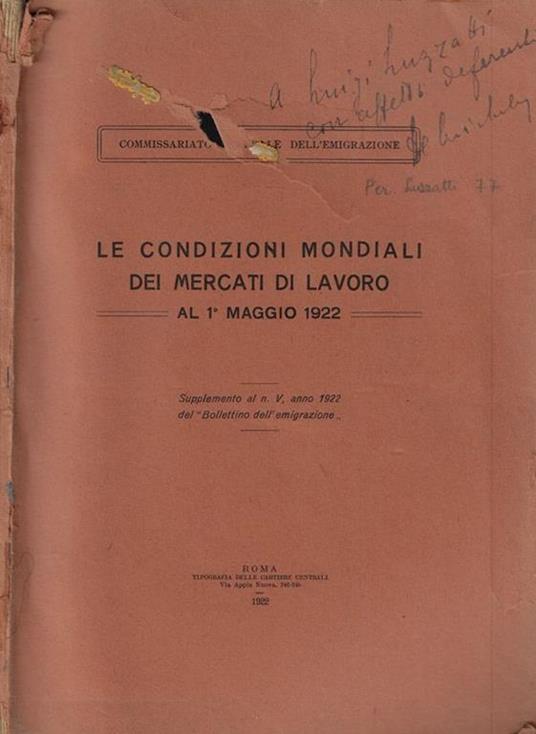 A Luigi Luzzatti
con affetto deferente
COMMISSARIATO DELL'EMIGRAZIONE
Per. Luzzatti 77
LE CONDIZIONI MONDIALI
DEI MERCATI DI LAVORO
AL 1° MAGGIO 1922
Supplemento al n. V, anno 1922
del "Bollettino dell'emigrazione„
ROMA
TIPOGRAFIA DELLE CARTIERE CENTRALI
Via Appia Nuova,
1922